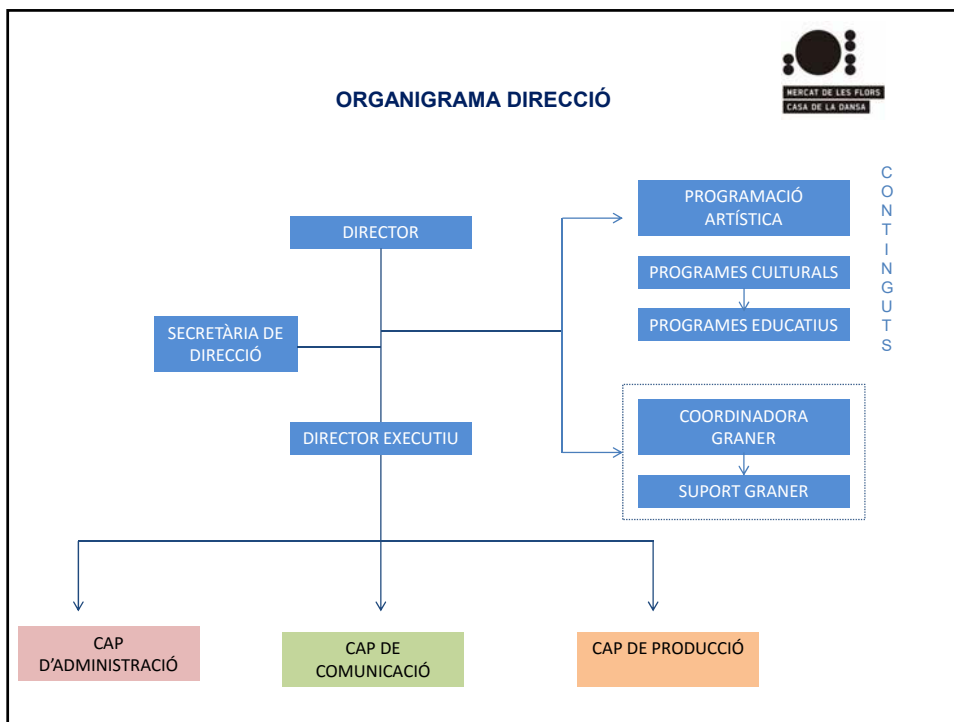 MERCAT DE LES FLORS
CASA DE LA DANSA
ORGANIGRAMA DIRECCIÓ
CONTINGUTS
PROGRAMACIÓ
ARTÍSTICA
DIRECTOR
PROGRAMES CULTURALS
PROGRAMES EDUCATIUS
SECRETÀRIA DE
DIRECCIÓ
COORDINADORA
GRANER
DIRECTOR EXECUTIU
SUPORT GRANER
CAP
D’ADMINISTRACIÓ
CAP DE
COMUNICACIÓ
CAP DE PRODUCCIÓ